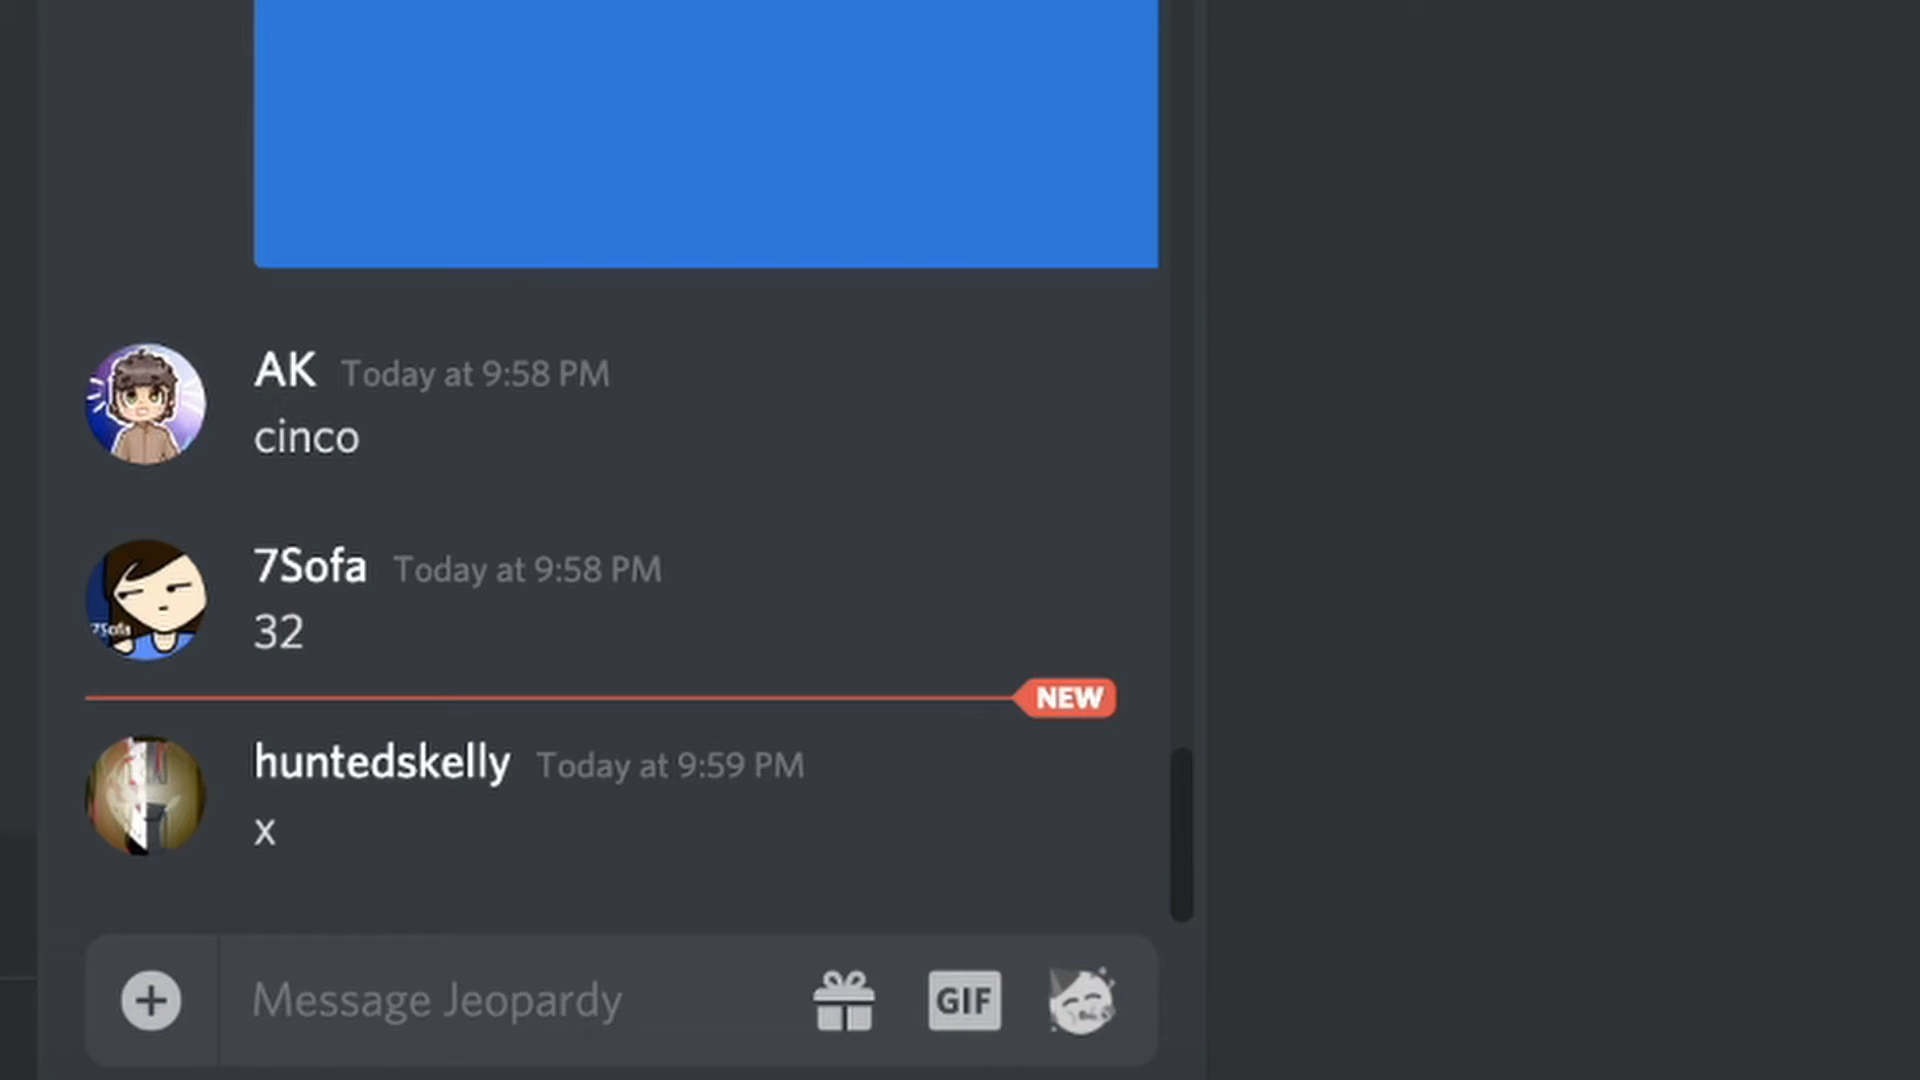 AK Today at 9:58 PM
cinco
7Sofa Today at 9:58 PM
7Sofa
32
NEW
huntedskelly Today at 9:59 PM
x
Message Jeopardy GIF